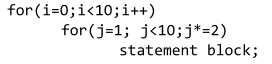 for(i=0;i<10;i++)
for(j=1; j<10;j*=2)
statement block;